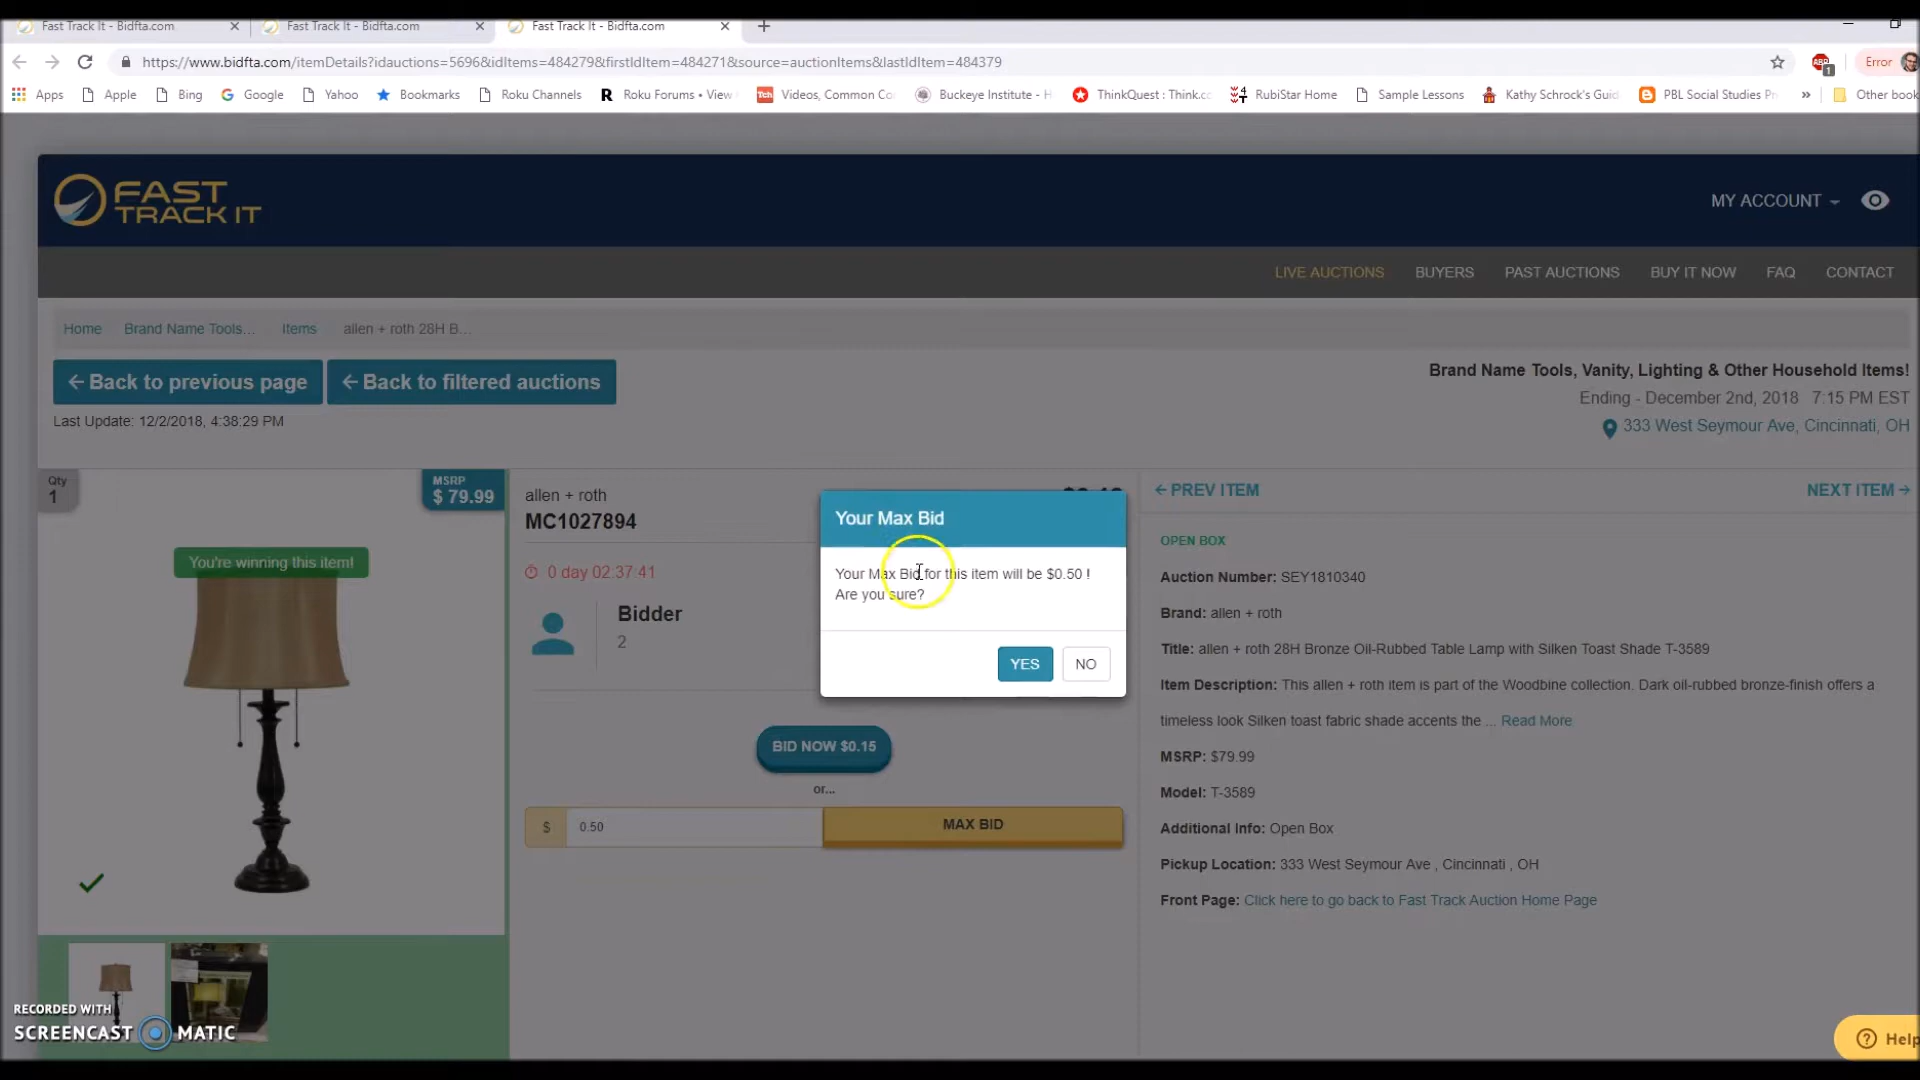 Fast Track It - Bidfta.com
Fast Track It - Bidfta.com
Fast Track It - Bidfta.com
https://www.bidfta.com/itemDetails?idauctions=5696&idItems=484279&firstIdItem=484271&source=auctionItems&lastIdItem=484379
ABP
1
Error
Apps
Apple
Bing
Google
Yahoo
Bookmarks
Roku Channels
Roku Forums • View
Videos, Common Co
Buckeye Institute - H
ThinkQuest : Think.co
RubiStar Home
Sample Lessons
Kathy Schrock's Guid
PBL Social Studies Pr
»
Other book
FAST
TRACK IT
MY ACCOUNT
LIVE AUCTIONS
BUYERS
PAST AUCTIONS
BUY IT NOW
FAQ
CONTACT
Home
Brand Name Tools...
Items
allen + roth 28H B...
Back to previous page
Back to filtered auctions
Last Update: 12/2/2018, 4:38:29 PM
Brand Name Tools, Vanity, Lighting & Other Household Items!
Ending - December 2nd, 2018 7:15 PM EST
333 West Seymour Ave, Cincinnati, OH
Qty
1
MSRP
$ 79.99
You're winning this item!
allen + roth
MC1027894
0 day 02:37:41
Bidder
2
Your Max Bid
Your Max Bid for this item will be $0.50 !
Are you sure?
YES
NO
BID NOW $0.15
or...
$
0.50
MAX BID
PREV ITEM
NEXT ITEM
OPEN BOX
Auction Number: SEY1810340
Brand: allen + roth
Title: allen + roth 28H Bronze Oil-Rubbed Table Lamp with Silken Toast Shade T-3589
Item Description: This allen + roth item is part of the Woodbine collection. Dark oil-rubbed bronze-finish offers a
timeless look Silken toast fabric shade accents the ... Read More
MSRP: $79.99
Model: T-3589
Additional Info: Open Box
Pickup Location: 333 West Seymour Ave , Cincinnati , OH
Front Page: Click here to go back to Fast Track Auction Home Page
RECORDED WITH
SCREENCAST MATIC
? Help